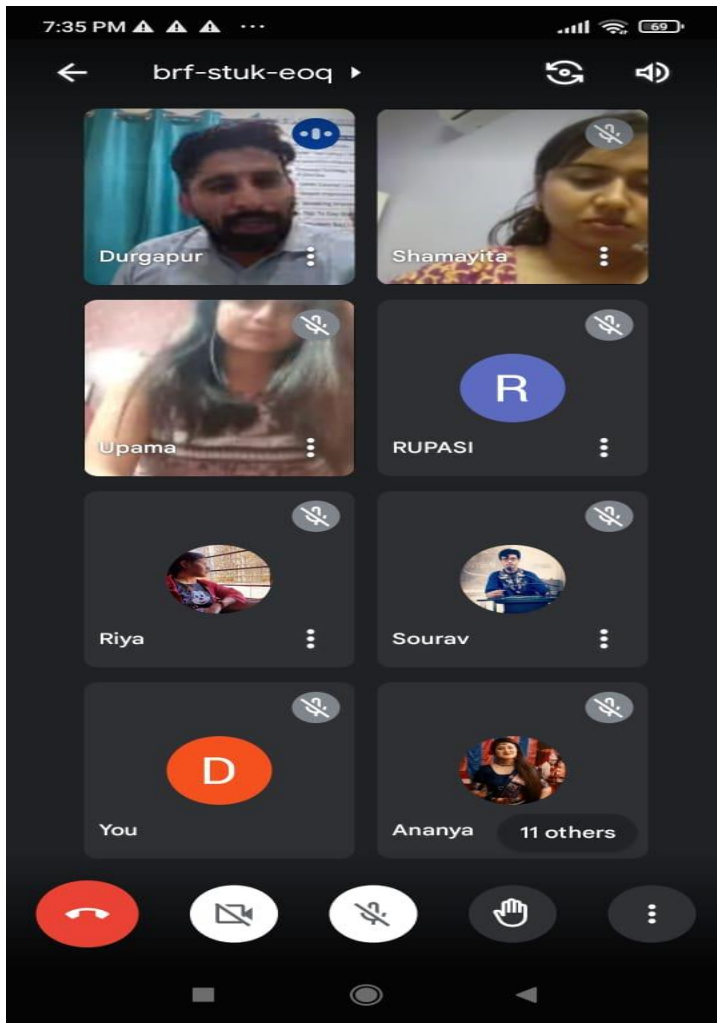 7:35 PM
69
brf-stuk-eoq
Durgapur
Shamayita
Upama
R
RUPASI
Riya
Sourav
D
You
Ananya
11 others